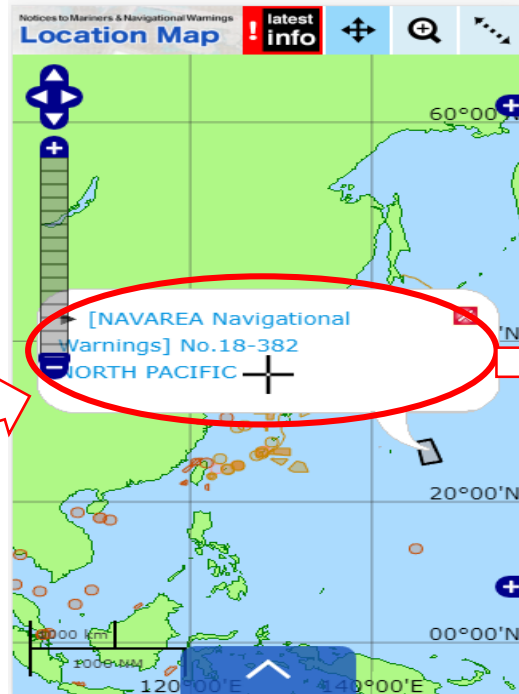 Notices to Mariners & Navigational Warnings
Location Map
! latest
info
60°00'
► [NAVAREA Navigational
Warnings] No.18-382
NORTH PACIFIC
'N
20°00'N
00°00'N
1000 NM
120°00'E
140°00'E